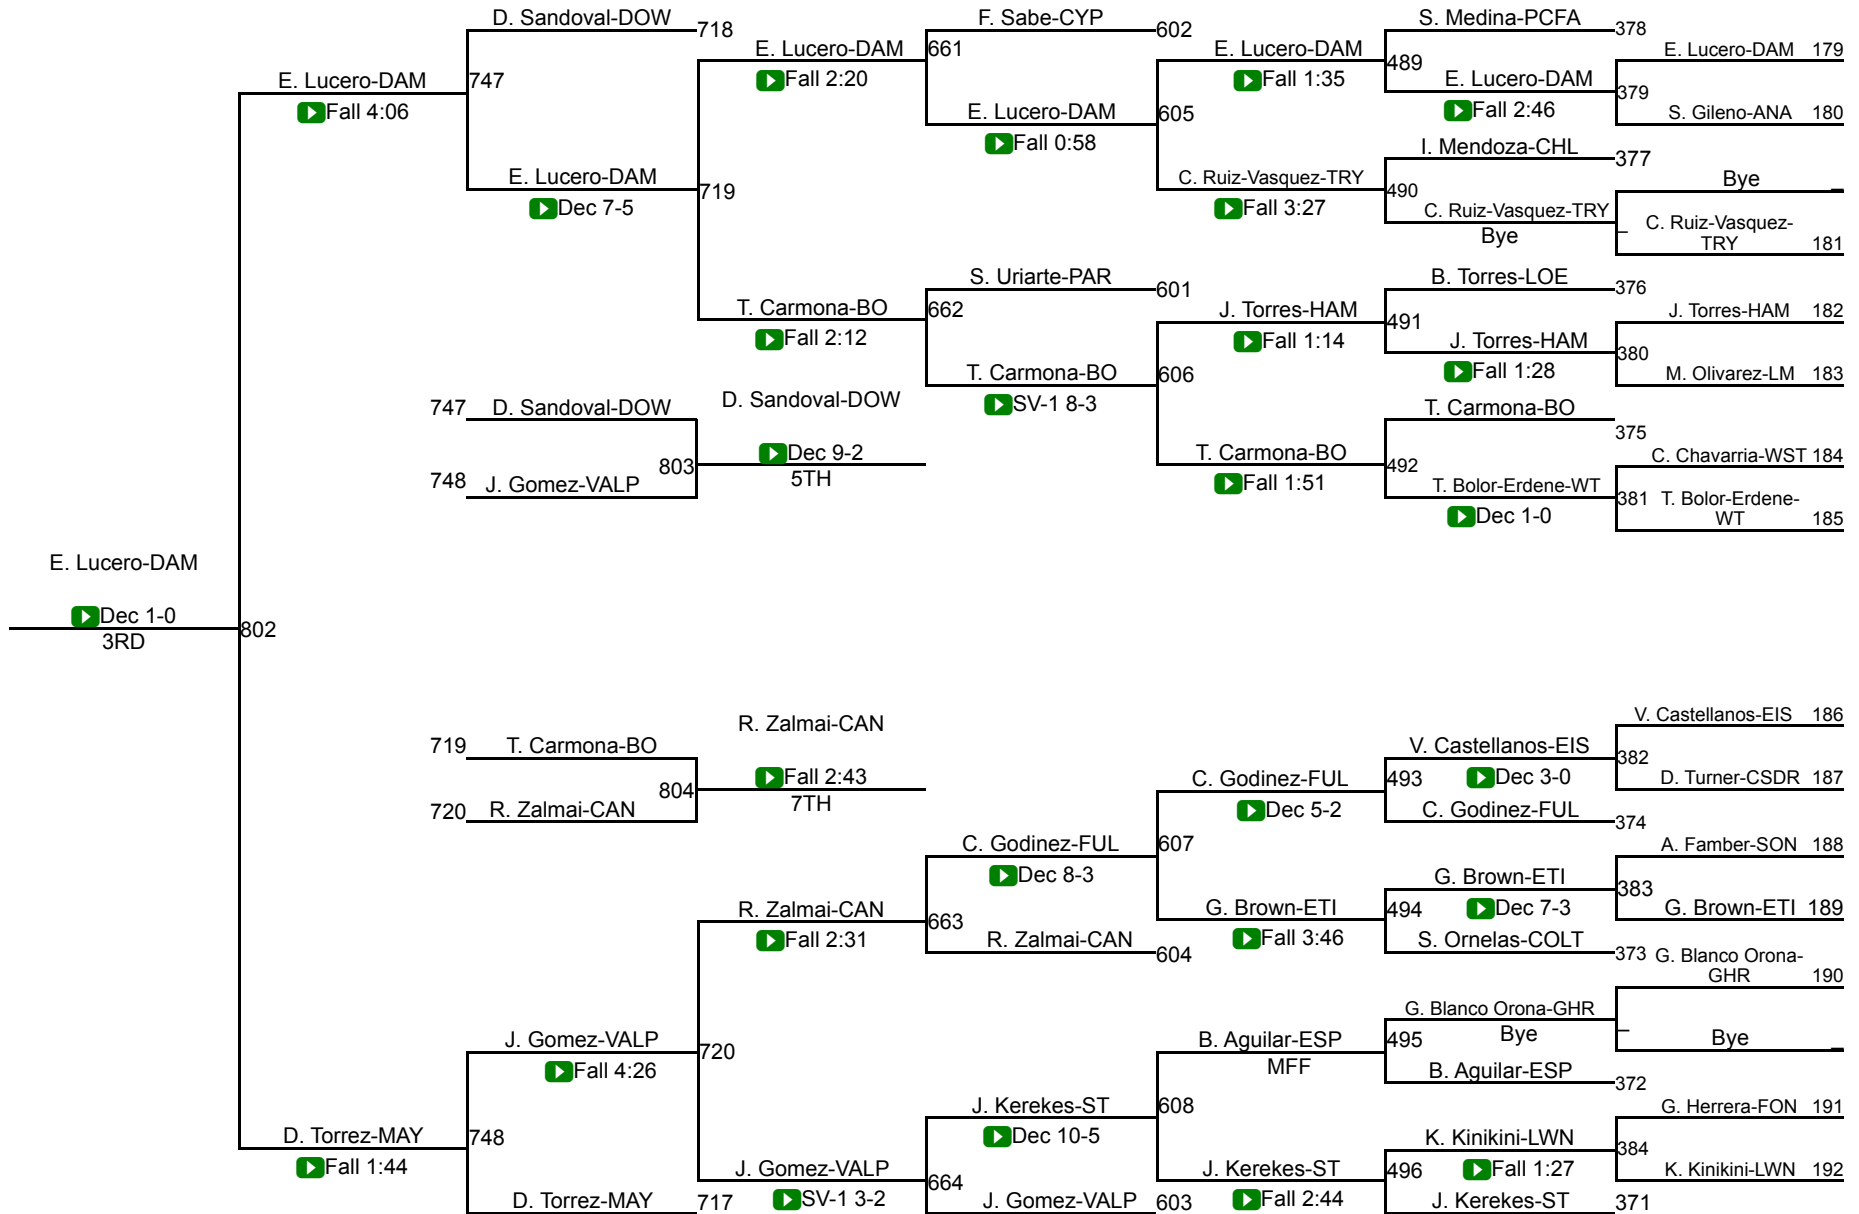 D. Sandoval-DOW
718
F. Sabe-CYP
602
S. Medina-PCFA
378
E. Lucero-DAM
661
E. Lucero-DAM
489
E. Lucero-DAM 179
E. Lucero-DAM
747
Fall 2:20
Fall 1:35
E. Lucero-DAM
379
Fall 4:06
E. Lucero-DAM
605
Fall 2:46
S. Gileno-ANA 180
Fall 0:58
I. Mendoza-CHL
377
E. Lucero-DAM
719
C. Ruiz-Vasquez-TRY
490
Bye _
Dec 7-5
Fall 3:27
C. Ruiz-Vasquez-TRY
_
C. Ruiz-Vasquez-
Bye
TRY 181
S. Uriarte-PAR
601
B. Torres-LOE
376
T. Carmona-BO
662
J. Torres-HAM
491
J. Torres-HAM 182
Fall 2:12
Fall 1:14
J. Torres-HAM
380
T. Carmona-BO
606
Fall 1:28
M. Olivarez-LM 183
747 D. Sandoval-DOW
D. Sandoval-DOW
SV-1 8-3
T. Carmona-BO
375
803
Dec 9-2
T. Carmona-BO
492
C. Chavarria-WST 184
748 J. Gomez-VALP
5TH
Fall 1:51
T. Bolor-Erdene-WT
381
T. Bolor-Erdene-
Dec 1-0
WT 185
E. Lucero-DAM
Dec 1-0
802
3RD
R. Zalmai-CAN
V. Castellanos-EIS 186
719 T. Carmona-BO
V. Castellanos-EIS
382
804
Fall 2:43
C. Godinez-FUL
493
Dec 3-0
D. Turner-CSDR 187
720 R. Zalmai-CAN
7TH
Dec 5-2
C. Godinez-FUL
374
C. Godinez-FUL
607
A. Famber-SON 188
Dec 8-3
G. Brown-ETI
383
R. Zalmai-CAN
663
G. Brown-ETI
494
Dec 7-3
G. Brown-ETI 189
Fall 2:31
R. Zalmai-CAN
604
Fall 3:46
S. Ornelas-COLT
373
G. Blanco Orona-
GHR 190
G. Blanco Orona-GHR
_
J. Gomez-VALP
720
B. Aguilar-ESP
495
Bye
Bye _
Fall 4:26
MFF
B. Aguilar-ESP
372
J. Kerekes-ST
608
G. Herrera-FON 191
D. Torrez-MAY
748
Dec 10-5
K. Kinikini-LWN
384
Fall 1:44
J. Gomez-VALP
664
J. Kerekes-ST
496
Fall 1:27
K. Kinikini-LWN 192
D. Torrez-MAY
717
SV-1 3-2
J. Gomez-VALP
603
Fall 2:44
J. Kerekes-ST
371